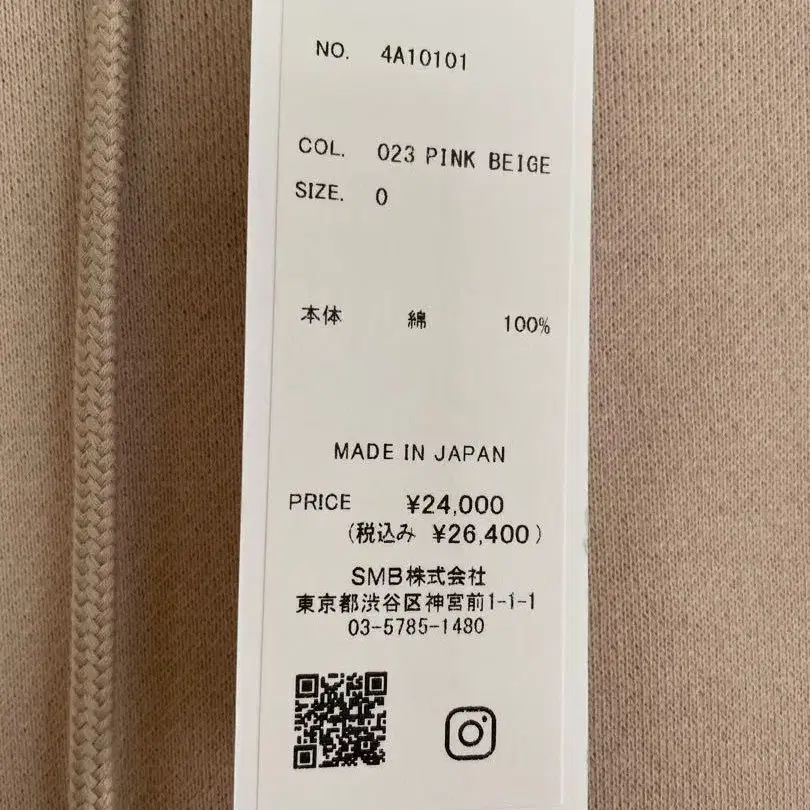 NO. 4A10101
COL. 023 PINK BEIGE
SIZE. 0
本体 綿 100%
MADE IN JAPAN
PRICE ¥24,000
(税込み ¥26,400)
SMB株式会社
東京都渋谷区神宮前1-1-1
03-5785-1480